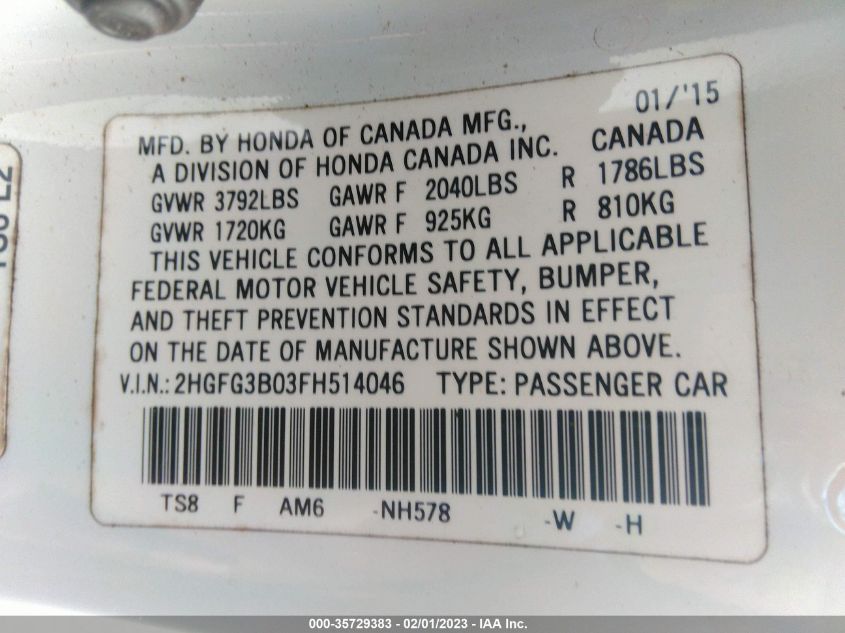 01/'15
MFD. BY HONDA OF CANADA MFG.,
A DIVISION OF HONDA CANADA INC. CANADA
GVWR 3792LBS GAWR F 2040LBS R 1786LBS
GVWR 1720KG GAWR F 925KG R 810KG
THIS VEHICLE CONFORMS TO ALL APPLICABLE
FEDERAL MOTOR VEHICLE SAFETY, BUMPER,
AND THEFT PREVENTION STANDARDS IN EFFECT
ON THE DATE OF MANUFACTURE SHOWN ABOVE.
V.I.N.: 2HGFG3B03FH514046 TYPE: PASSENGER CAR
TS8 F AM6 -NH578 -W -H
000-35729383 - 02/01/2023 - IAA Inc.